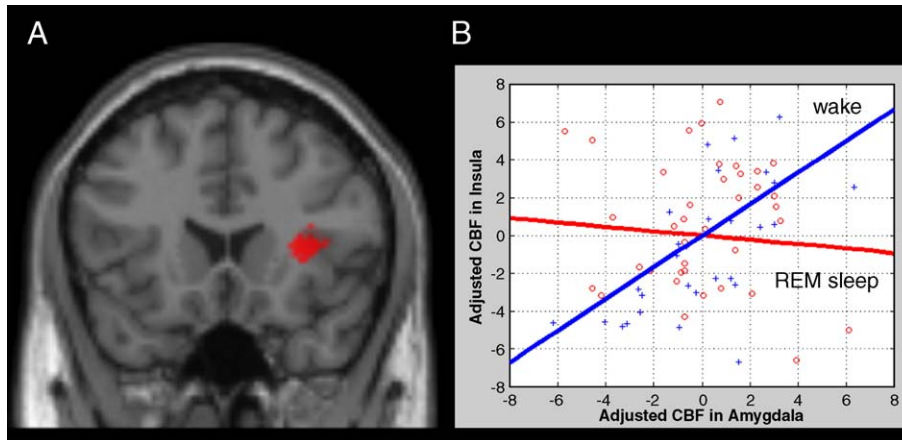 A
B
wake
REM sleep
Adjusted CBF in Insula
8
6
4
2
0
-2
-4
-6
-8
-8 -6 -4 -2 0 2 4 6 8
Adjusted CBF in Amygdala